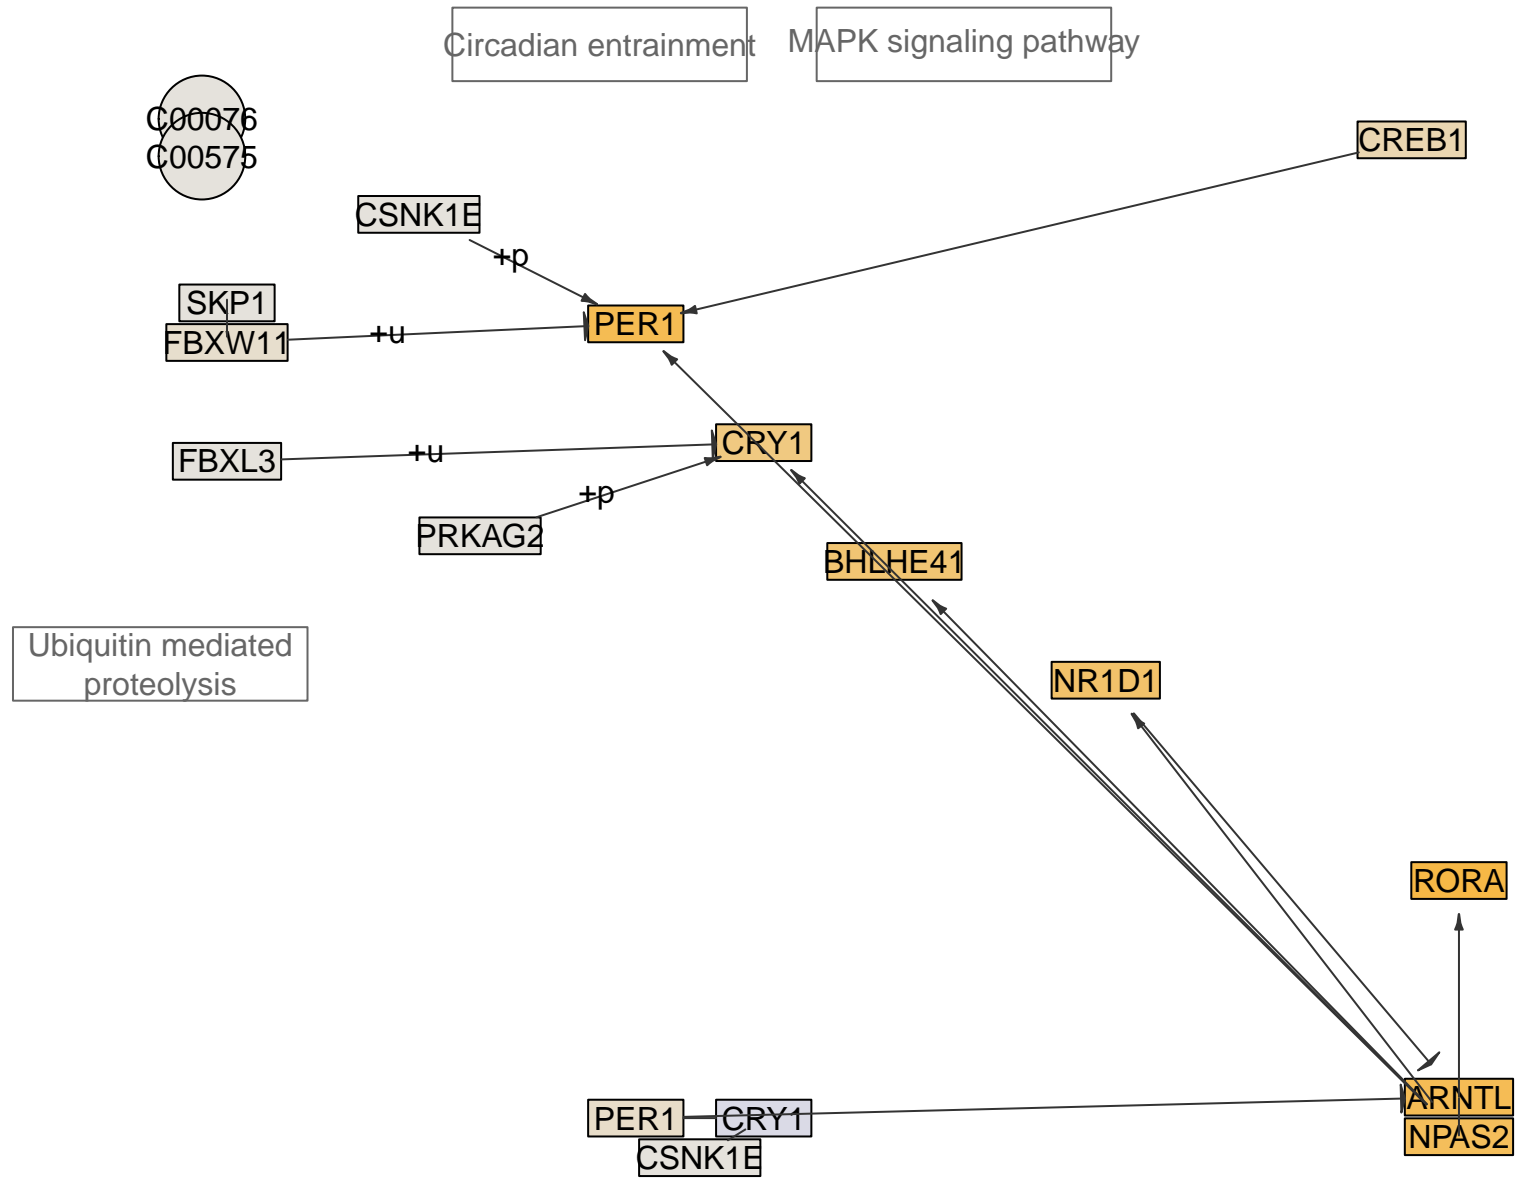 Circadian entrainment
MAPK signaling pathway
C00076
CREB1
C00575
CSNK1E
+p
SKP1
PER1
FBXW11
+u
CRY1
FBXL3
+u
+p
PRKAG2
BHLHE41
Ubiquitin mediated
proteolysis
NR1D1
RORA
ARNTL
PER1
CRY1
NPAS2
CSNK1E